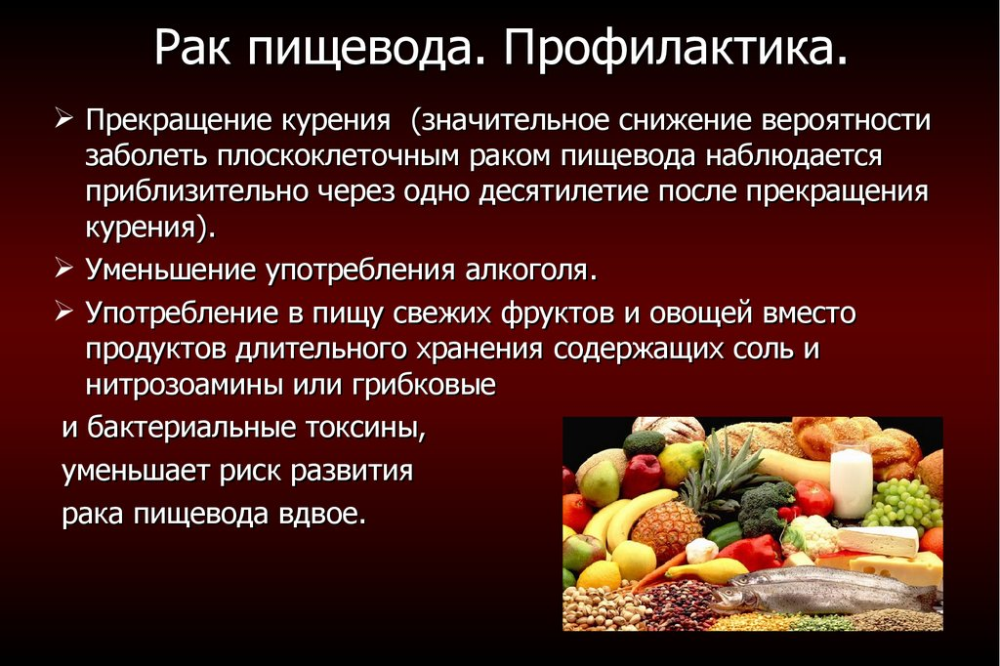 Рак пищевода. Профилактика.
Прекращение курения (значительное снижение вероятности
заболеть плоскоклеточным раком пищевода наблюдается
приблизительно через одно десятилетие после прекращения
курения).
Уменьшение употребления алкоголя.
Употребление в пищу свежих фруктов и овощей вместо
продуктов длительного хранения содержащих соль и
нитрозоамины или грибковые
и бактериальные токсины,
уменьшает риск развития
рака пищевода вдвое.